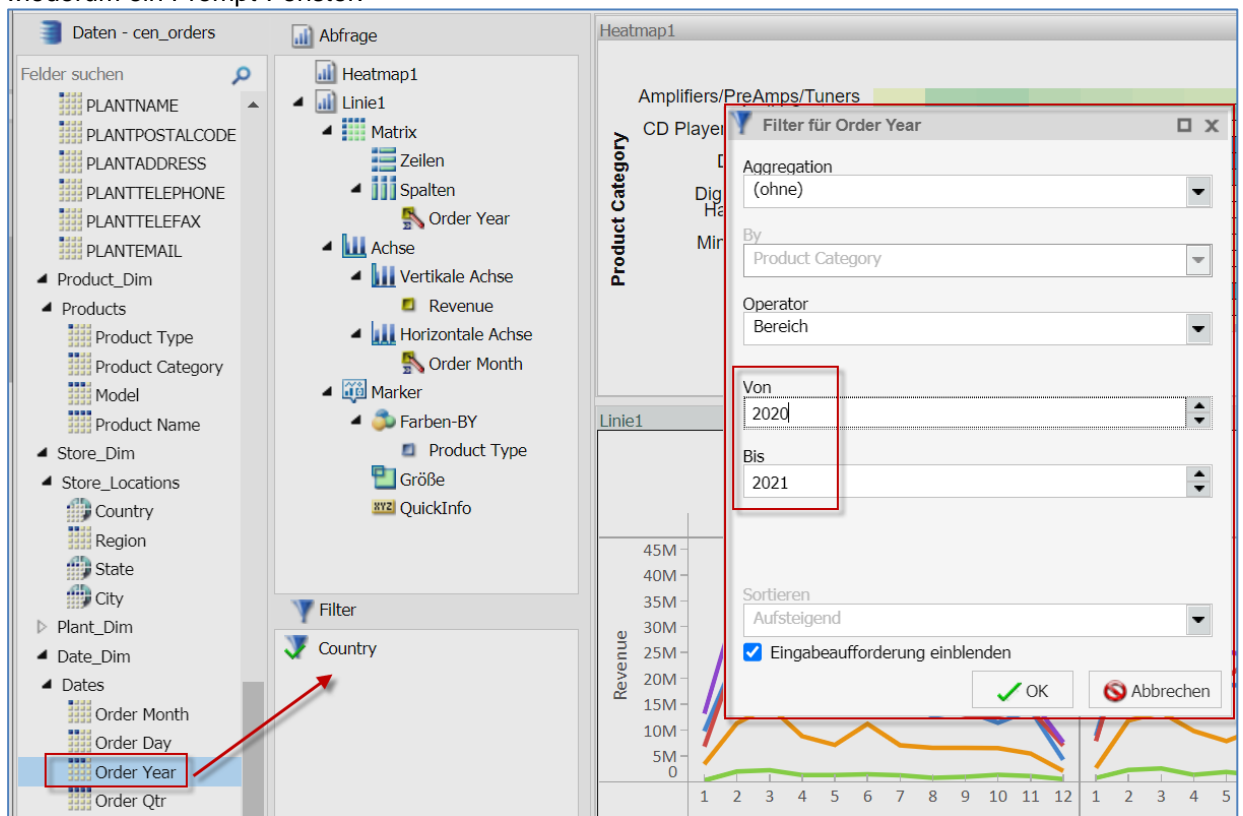 Daten - cen_orders
Felder suchen
PLANTNAME
PLANTPOSTALCODE
PLANTADDRESS
PLANTTELEPHONE
PLANTTELEFAX
PLANTEMAIL
Product_Dim
Products
Product Type
Product Category
Model
Product Name
Store_Dim
Store_Locations
Country
Region
State
City
Plant_Dim
Date_Dim
Dates
Order Month
Order Day
Order Year
Order Qtr
Abfrage
Heatmap1
Linie1
Matrix
Zeilen
Spalten
Order Year
Achse
Vertikale Achse
Revenue
Horizontale Achse
Order Month
Marker
Farben-BY
Product Type
Größe
XYZ QuickInfo
Filter
Country
Heatmap1
Product Category
Amplifiers/PreAmps/Tuners
CD Player
Dig
Ha
Min
Linie1
Revenue
45M
40M
35M
30M
25M
20M
15M
10M
5M
0
1 2 3 4 5 6 7 8 9 10 11 12 1 2 3 4 5
Filter für Order Year
Aggregation
(ohne)
By
Product Category
Operator
Bereich
Von
2020
Bis
2021
Sortieren
Aufsteigend
Eingabeaufforderung einblenden
OK Abbrechen